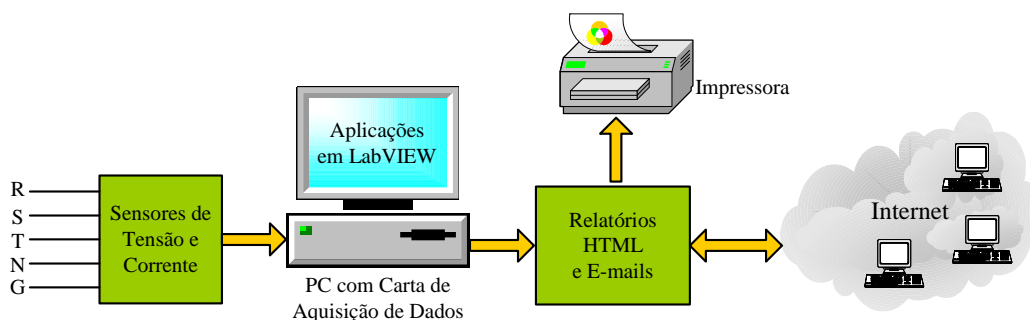 R
S
T
N
G
Sensores de
Tensão e
Corrente
Aplicações
em LabVIEW
PC com Carta de
Aquisição de Dados
Impressora
Relatórios
HTML
e E-mails
Internet